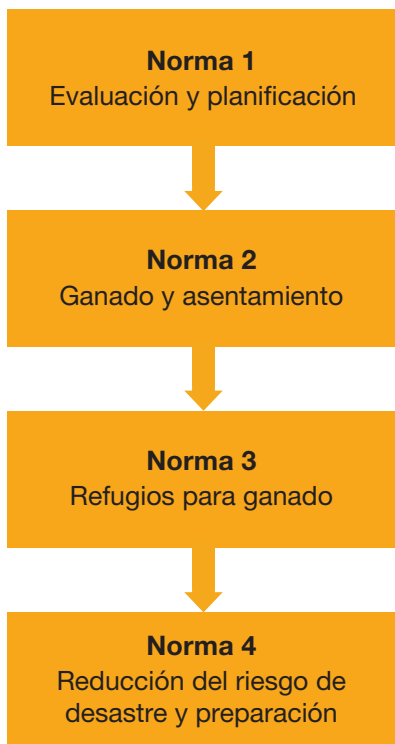 Norma 1
Evaluación y planificación
Norma 2
Ganado y asentamiento
Norma 3
Refugios para ganado
Norma 4
Reducción del riesgo de
desastre y preparación